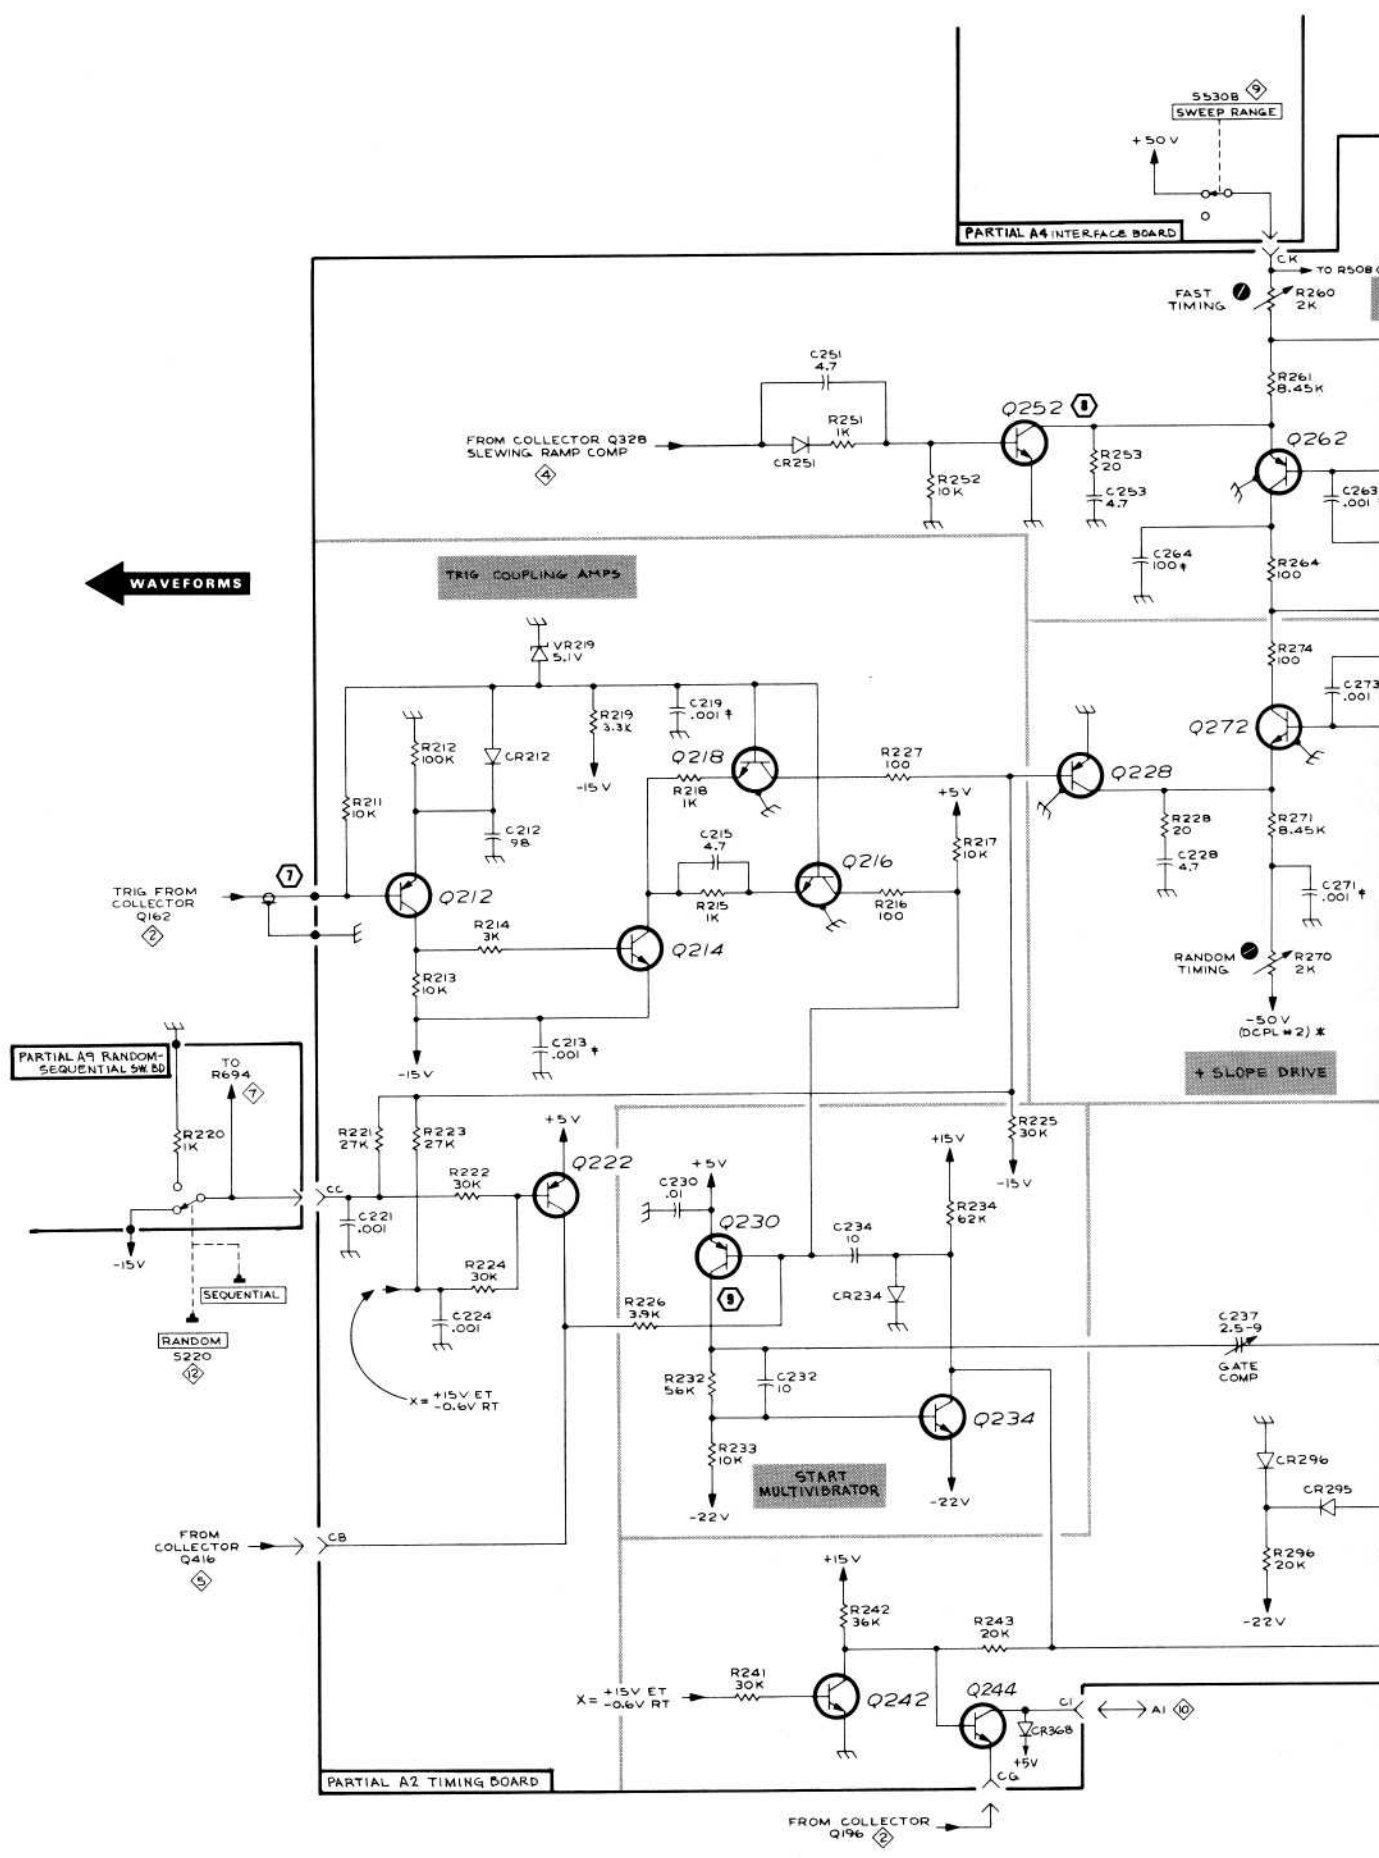 S530B 9
SWEEP RANGE
+50V
PARTIAL A4 INTERFACE BOARD
CK
TO R508
FAST
TIMING
R260
2K
R261
8.45K
C251
4.7
R251
1K
CR251
FROM COLLECTOR Q328
SLEWING RAMP COMP
4
Q252 8
R252
10K
R253
20
C253
4.7
Q262
C263
.001
C264
100*
R264
100
WAVEFORMS
TRIG COUPLING AMPS
VR219
5.1V
R212
100K
CR212
R219
3.3K
-15V
C219
.001 *
Q218
R218
1K
R227
100
+5V
R211
10K
C212
98
C215
4.7
R215
1K
Q216
R216
100
R217
10K
R274
100
C273
.001
Q272
Q228
R228
20
C228
4.7
R271
8.45K
C271
.001 *
RANDOM
TIMING
R270
2K
-50V
(DCPL #2) *
+ SLOPE DRIVE
7
TRIG FROM
COLLECTOR
Q162
2
Q212
R214
3K
Q214
R213
10K
C213
.001 *
-15V
PARTIAL A9 RANDOM-
SEQUENTIAL SW. BD
TO
R694
7
R220
1K
-15V
SEQUENTIAL
RANDOM
S220
12
CC
R221
27K
R223
27K
C221
.001
R222
30K
+5V
Q222
R224
30K
C224
.001
X= +15V ET
-0.6V RT
R226
3.9K
R225
30K
-15V
+15V
R234
62K
C230
.01
+5V
Q230
9
C234
10
CR234
R232
56K
C232
10
R233
10K
-22V
START
MULTIVIBRATOR
Q234
-22V
C237
2.5-9
GATE
COMP
CR296
CR295
R296
20K
-22V
FROM
COLLECTOR
Q416
5
CB
+15V
R242
36K
R243
20K
X= +15V ET
-0.6V RT
R241
30K
Q242
Q244
CR368
+5V
CI
A1 10
CG
PARTIAL A2 TIMING BOARD
FROM COLLECTOR
Q196 2